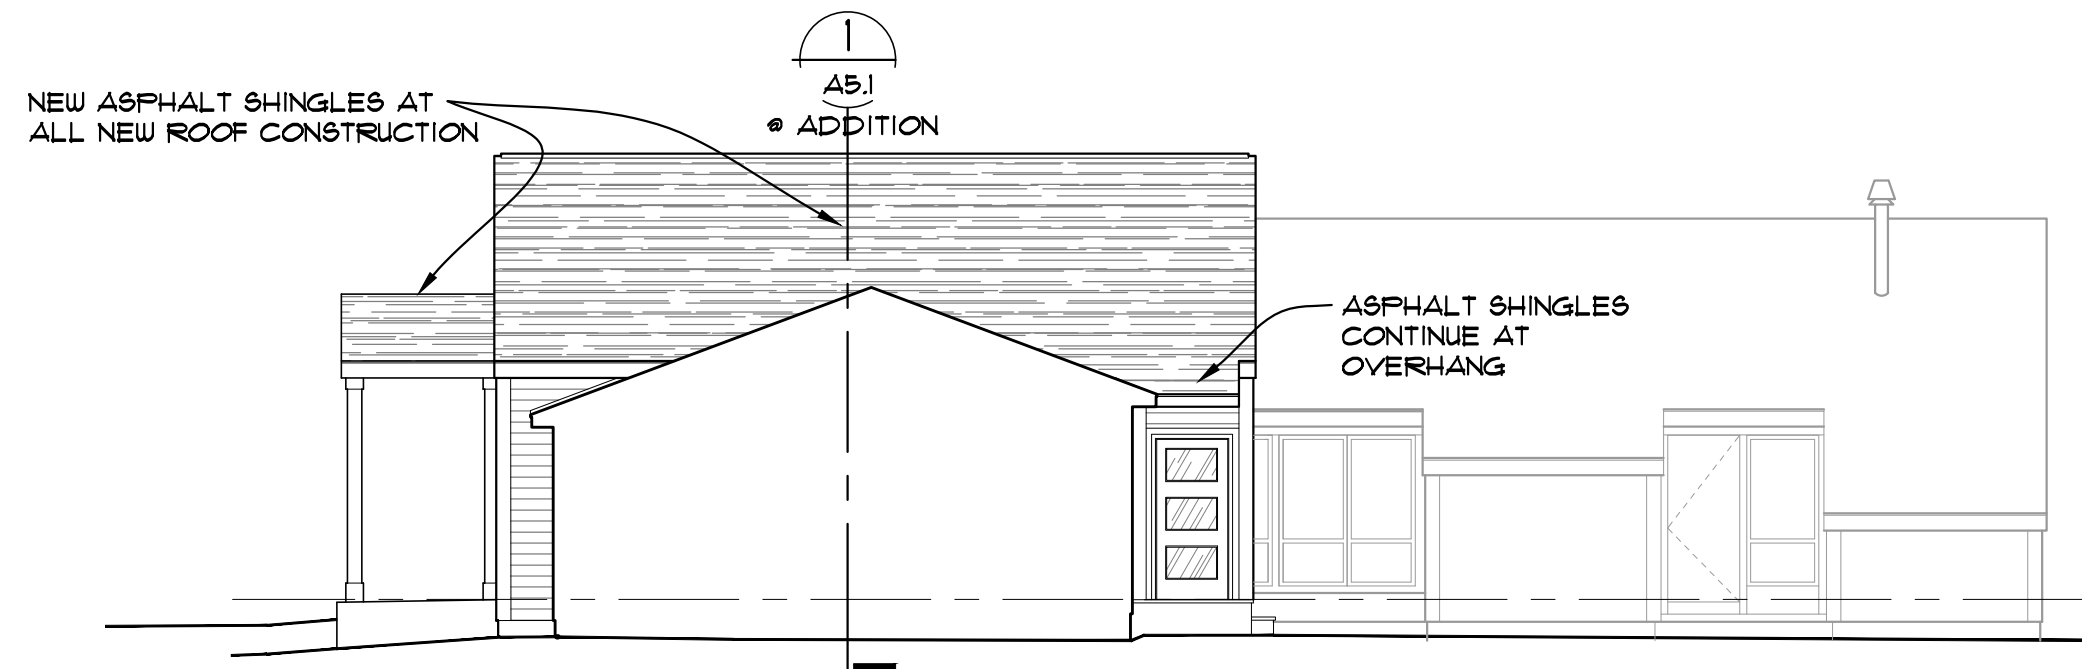 1
A5.1
@ ADDITION
NEW ASPHALT SHINGLES AT
ALL NEW ROOF CONSTRUCTION
ASPHALT SHINGLES
CONTINUE AT
OVERHANG